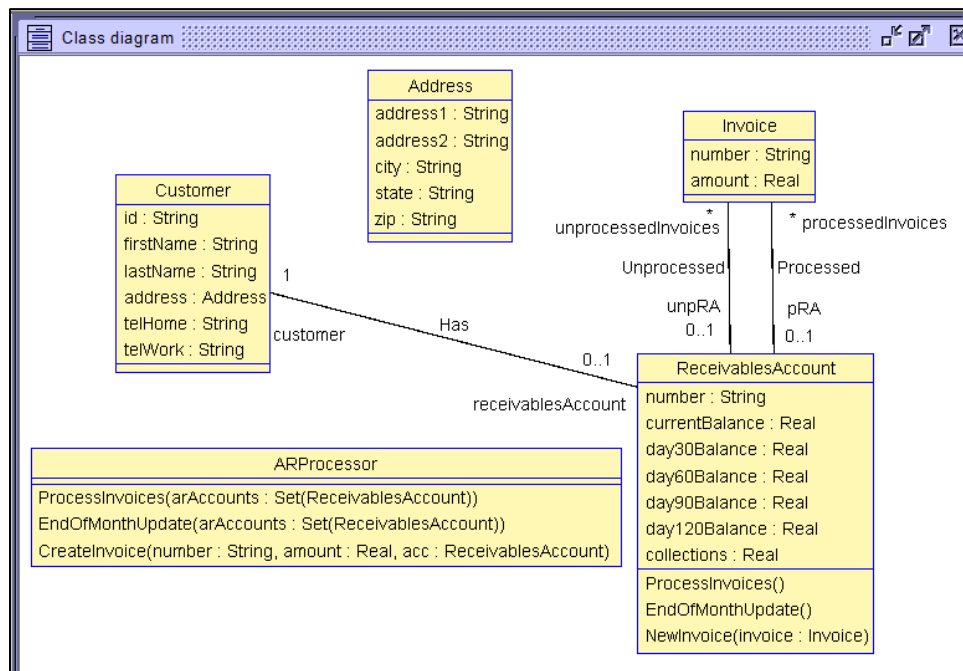 Class diagram
Address
address1 : String
address2 : String
city : String
state : String
zip : String
Invoice
number : String
amount : Real
Customer
id : String
firstName : String
lastName : String
address : Address
telHome : String
telWork : String
*
unprocessedInvoices
* processedInvoices
Unprocessed
Processed
unpRA
0..1
pRA
0..1
1
customer
Has
0..1
receivablesAccount
ReceivablesAccount
number : String
currentBalance : Real
day30Balance : Real
day60Balance : Real
day90Balance : Real
day120Balance : Real
collections : Real
ProcessInvoices()
EndOfMonthUpdate()
NewInvoice(invoice : Invoice)
ARProcessor
ProcessInvoices(arAccounts : Set(ReceivablesAccount))
EndOfMonthUpdate(arAccounts : Set(ReceivablesAccount))
CreateInvoice(number : String, amount : Real, acc : ReceivablesAccount)